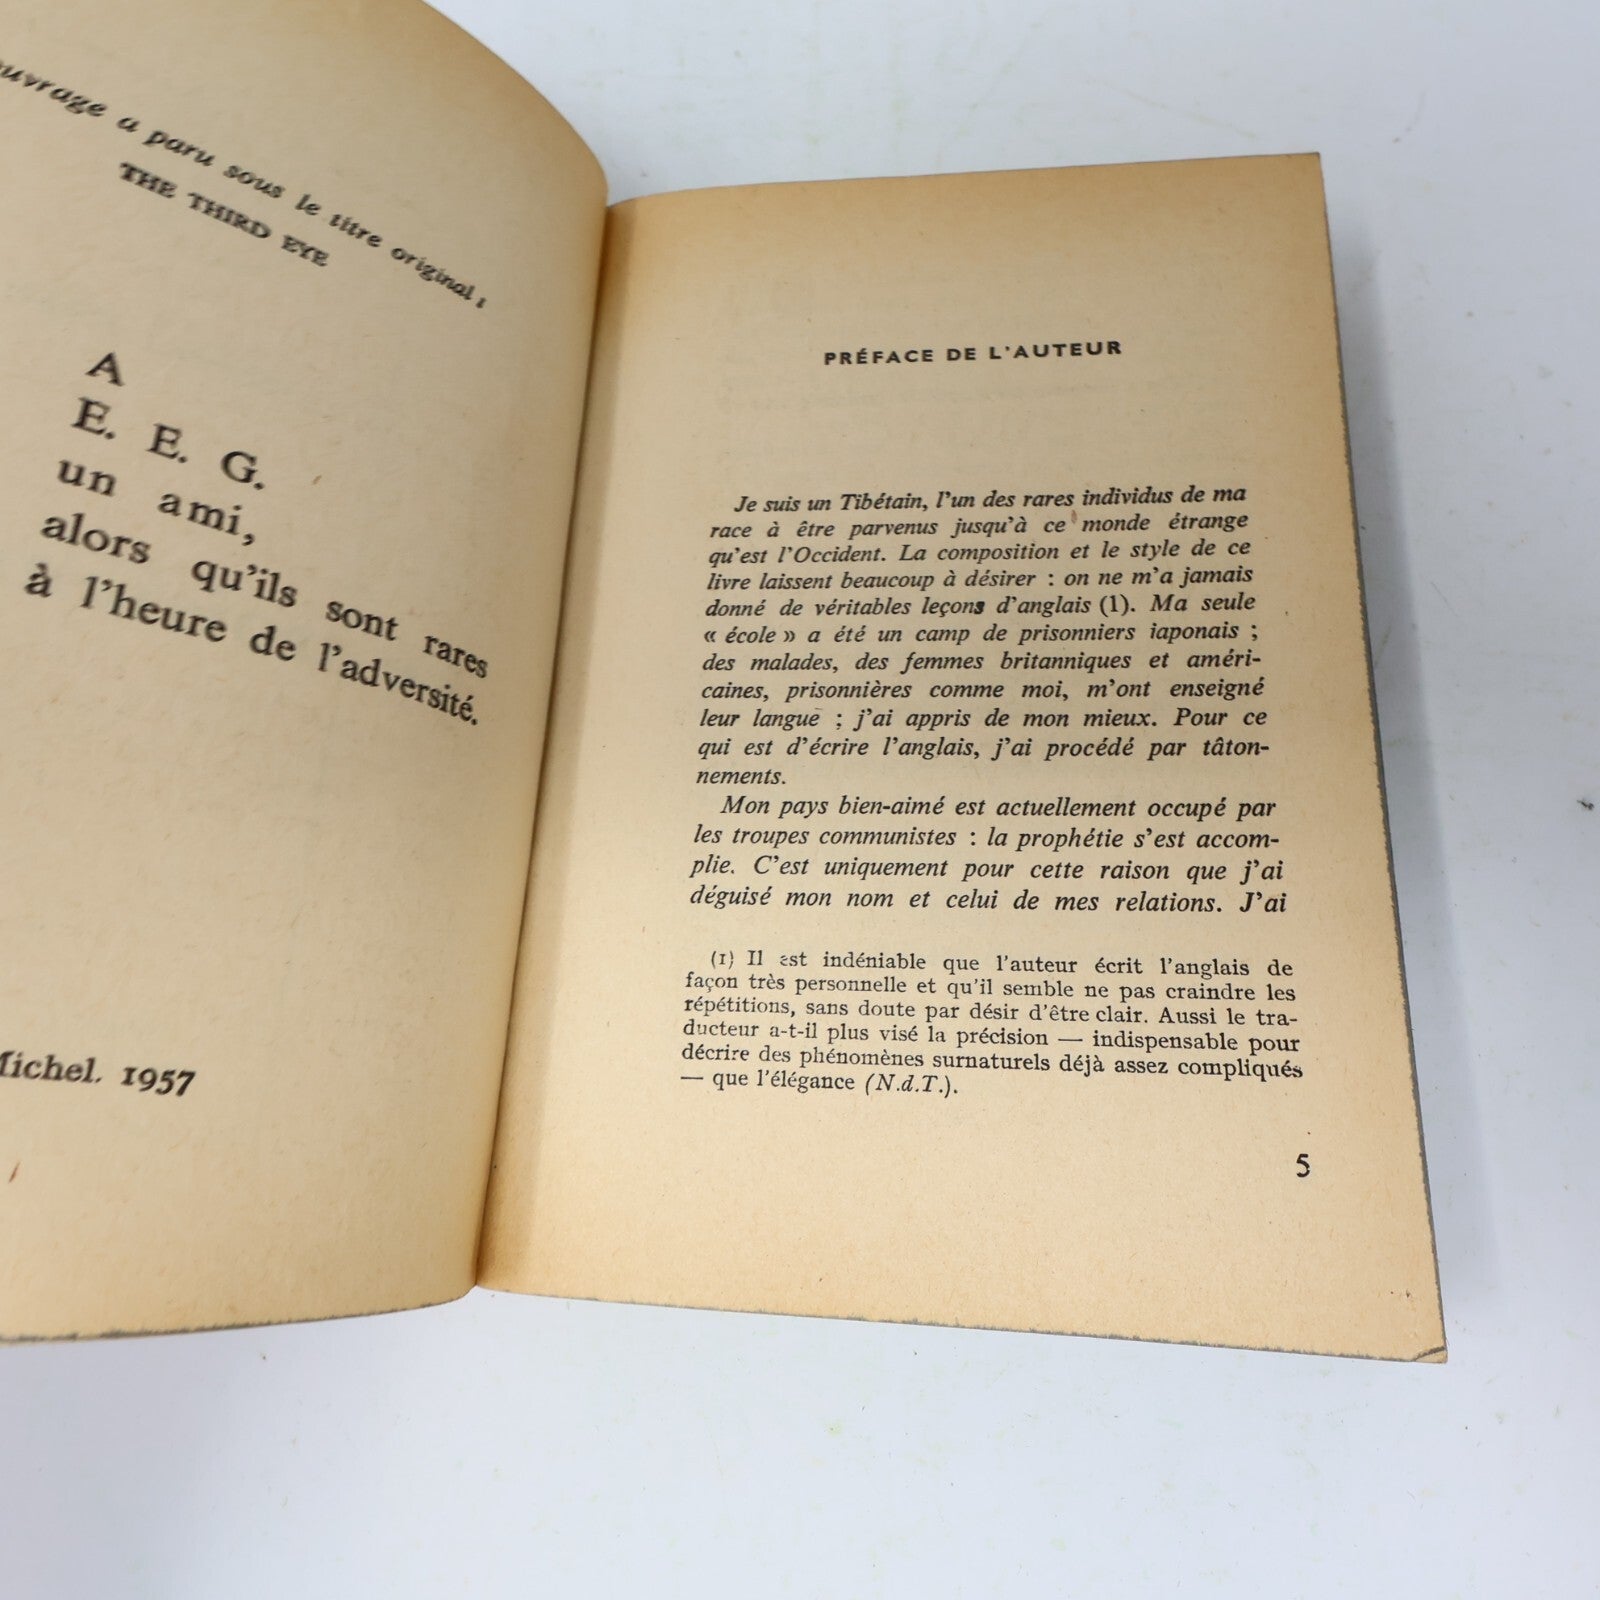 ouvrage a paru sous le titre original :
THE THIRD EYE
A
E. E. G.
un ami,
alors qu'ils sont rares
à l'heure de l'adversité.
Michel. 1957
PRÉFACE DE L'AUTEUR
Je suis un Tibétain, l'un des rares individus de ma
race à être parvenus jusqu'à ce monde étrange
qu'est l'Occident. La composition et le style de ce
livre laissent beaucoup à désirer : on ne m'a jamais
donné de véritables leçons d'anglais (1). Ma seule
« école » a été un camp de prisonniers iaponais ;
des malades, des femmes britanniques et améri-
caines, prisonnières comme moi, m'ont enseigné
leur langue ; j'ai appris de mon mieux. Pour ce
qui est d'écrire l'anglais, j'ai procédé par tâton-
nements.
Mon pays bien-aimé est actuellement occupé par
les troupes communistes : la prophétie s'est accom-
plie. C'est uniquement pour cette raison que j'ai
déguisé mon nom et celui de mes relations. J'ai
(1) Il est indéniable que l'auteur écrit l'anglais de
façon très personnelle et qu'il semble ne pas craindre les
répétitions, sans doute par désir d'être clair. Aussi le tra-
ducteur a-t-il plus visé la précision — indispensable pour
décrire des phénomènes surnaturels déjà assez compliqués
— que l'élégance (N.d.T.).
5